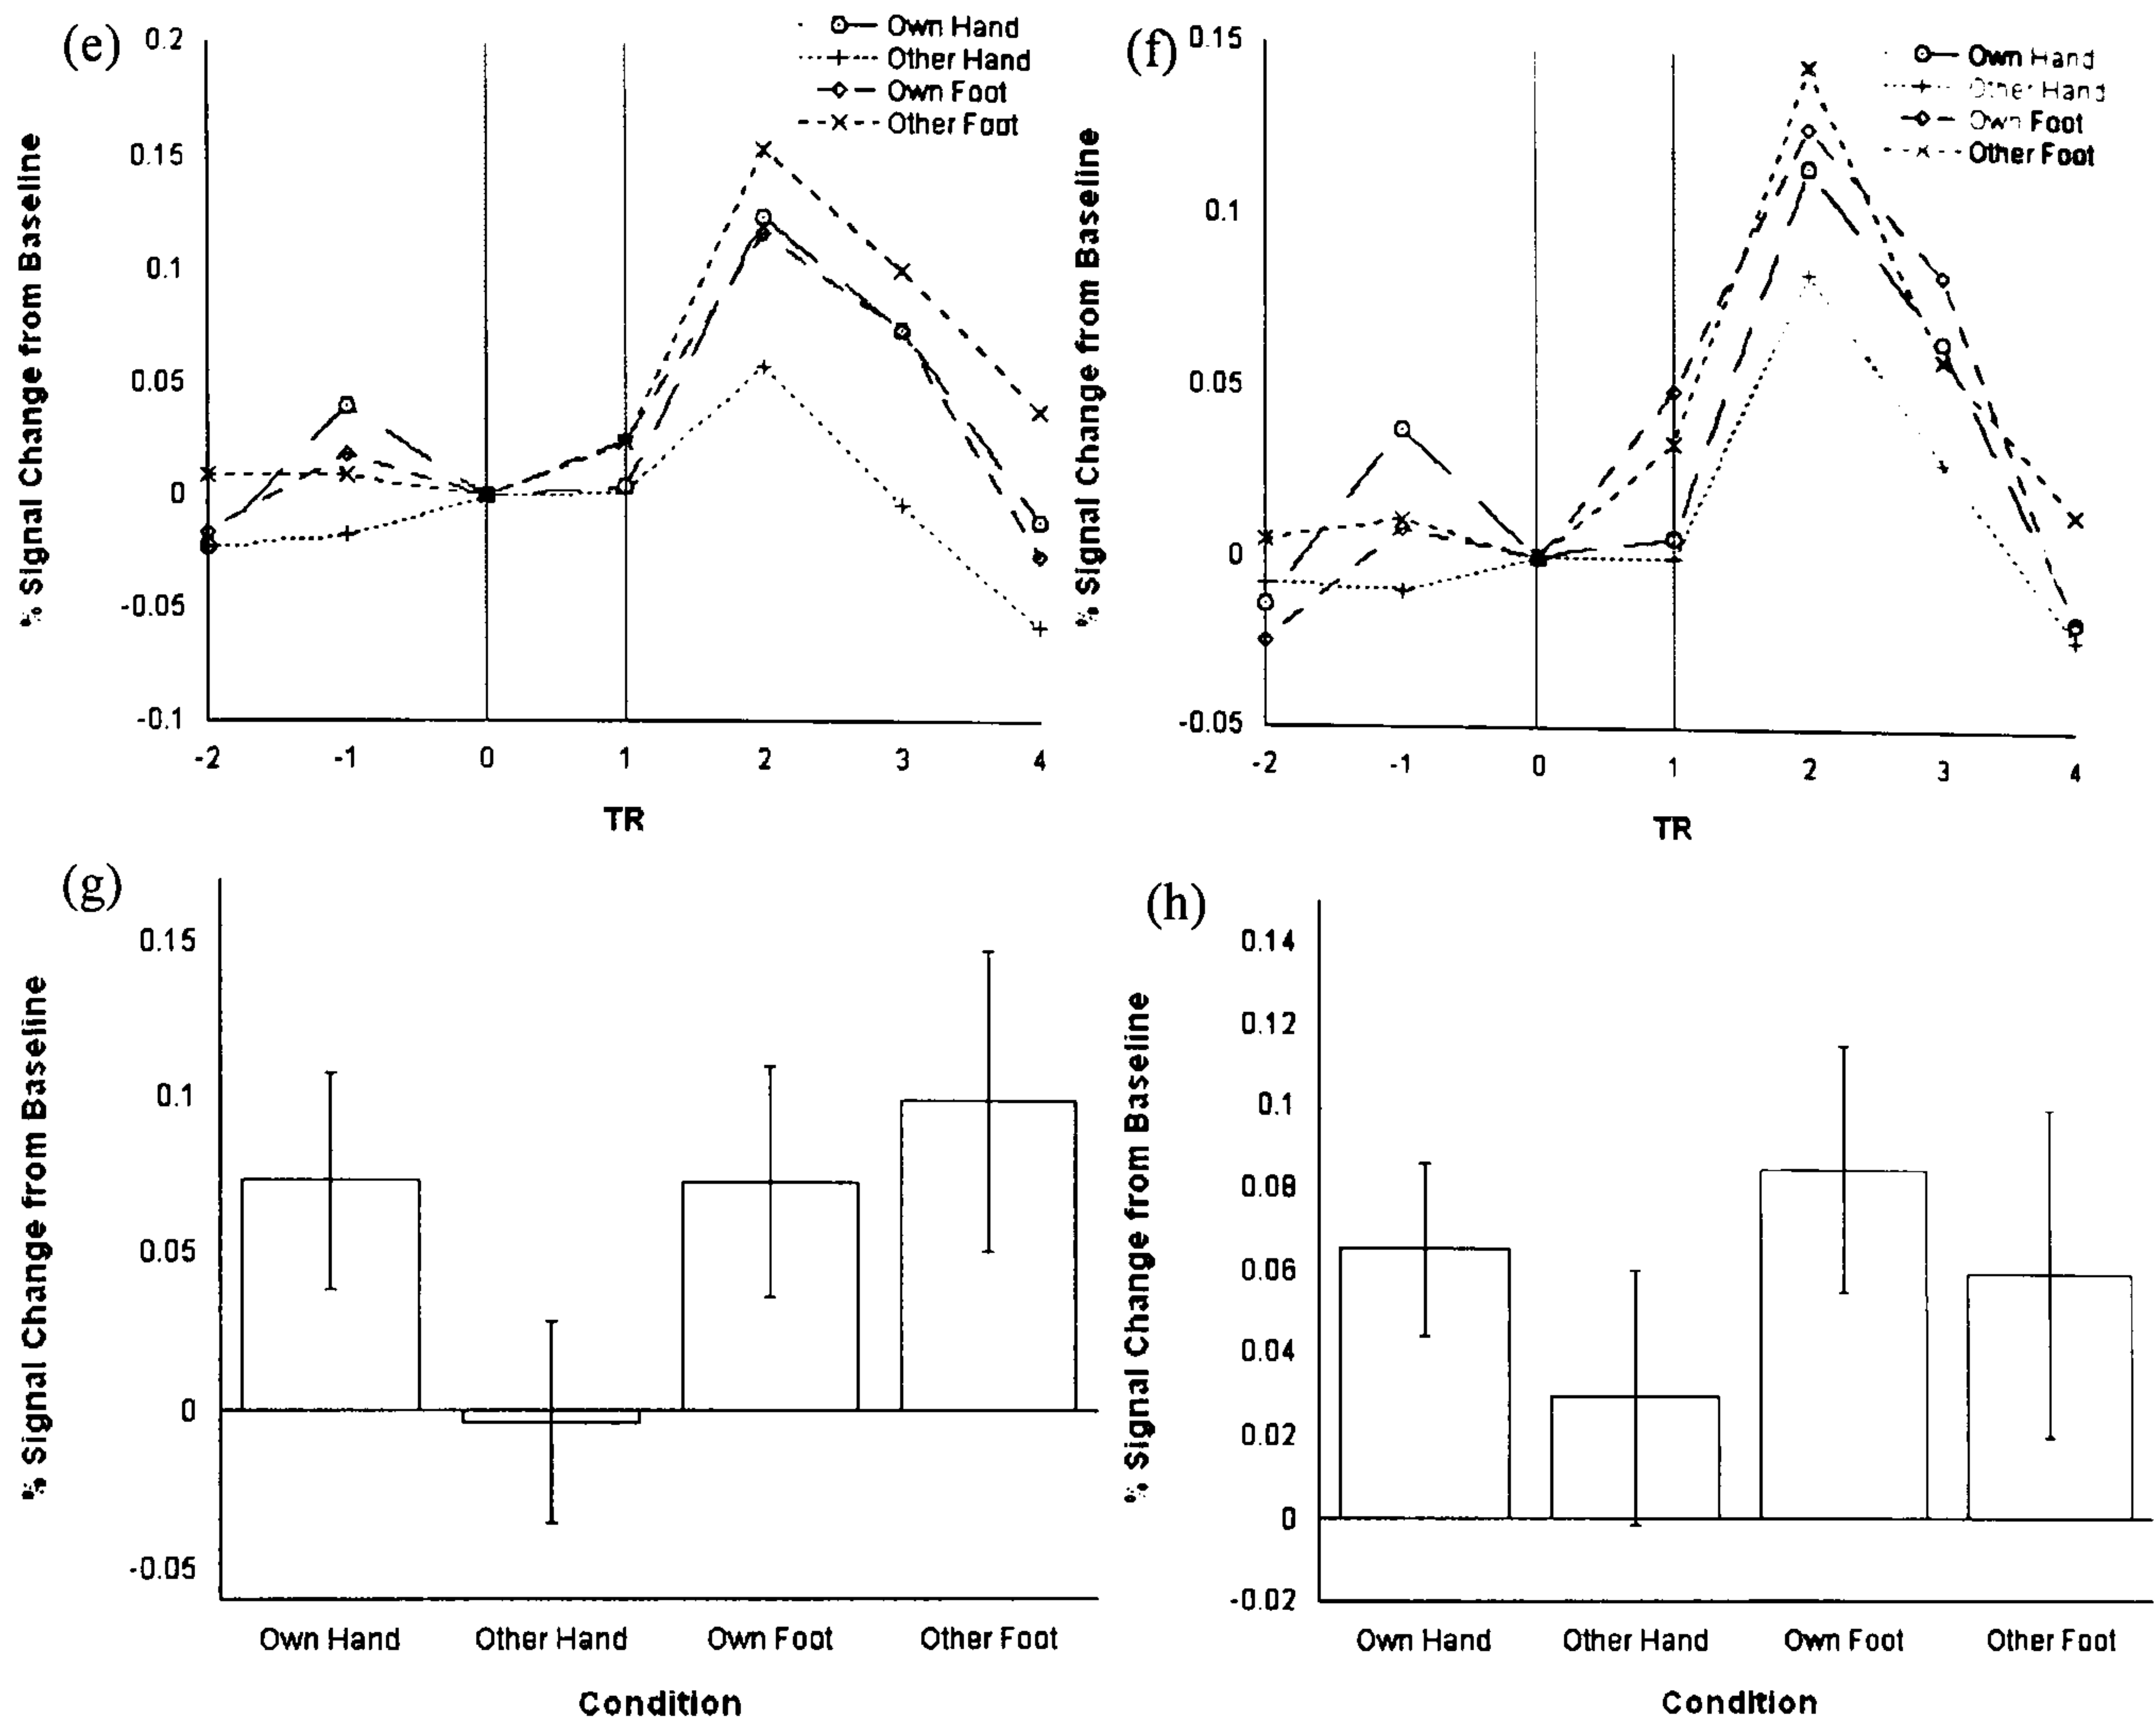 (e)
Own Hand
Other Hand
Own Foot
Other Foot
% Signal Change from Baseline
0.2
0.15
0.1
0.05
0
-0.05
-0.1
-2 -1 0 1 2 3 4
TR
(f)
Own Hand
Other Hand
Own Foot
Other Foot
% Signal Change from Baseline
0.15
0.1
0.05
0
-0.05
-2 -1 0 1 2 3 4
TR
(g)
% Signal Change from Baseline
0.15
0.1
0.05
0
-0.05
Own Hand Other Hand Own Foot Other Foot
Condition
(h)
% Signal Change from Baseline
0.14
0.12
0.1
0.08
0.06
0.04
0.02
0
-0.02
Own Hand Other Hand Own Foot Other Foot
Condition